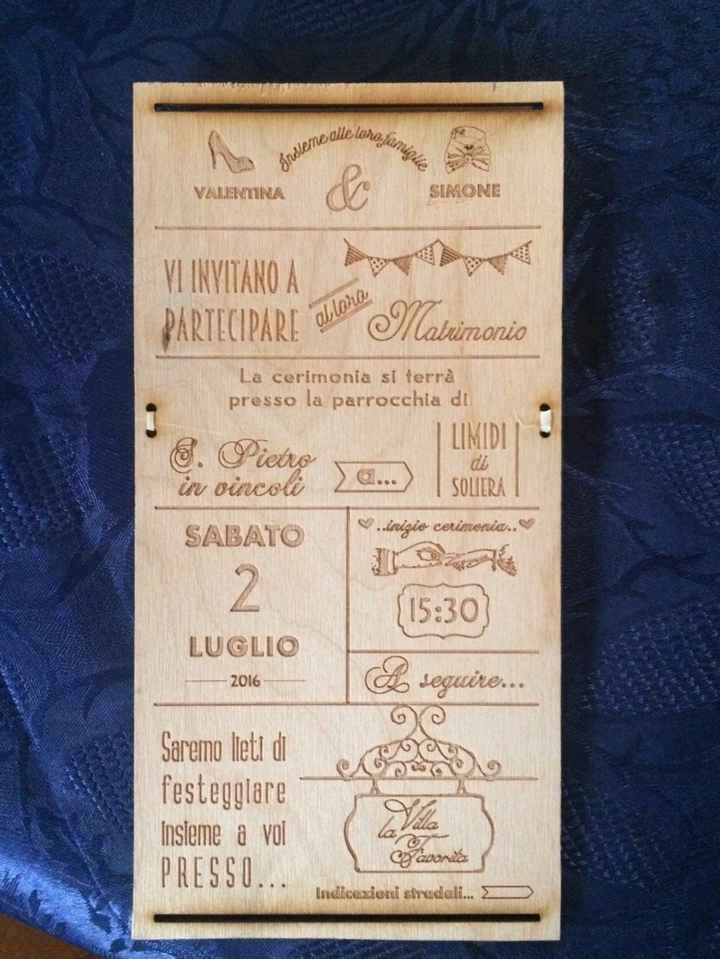 Insieme alle loro famiglie
VALENTINA & SIMONE
VI INVITANO A
PARTECIPARE
al loro
Matrimonio
La cerimonia si terrà
presso la parrocchia di
S. Pietro
in vincoli
a...
LIMIDI
di
SOLIERA
SABATO
2
LUGLIO
2016
..inizio cerimonia..
15:30
A seguire...
Saremo lieti di
festeggiare
insieme a voi
PRESSO...
la Villa
Favorita
Indicazioni stradali...